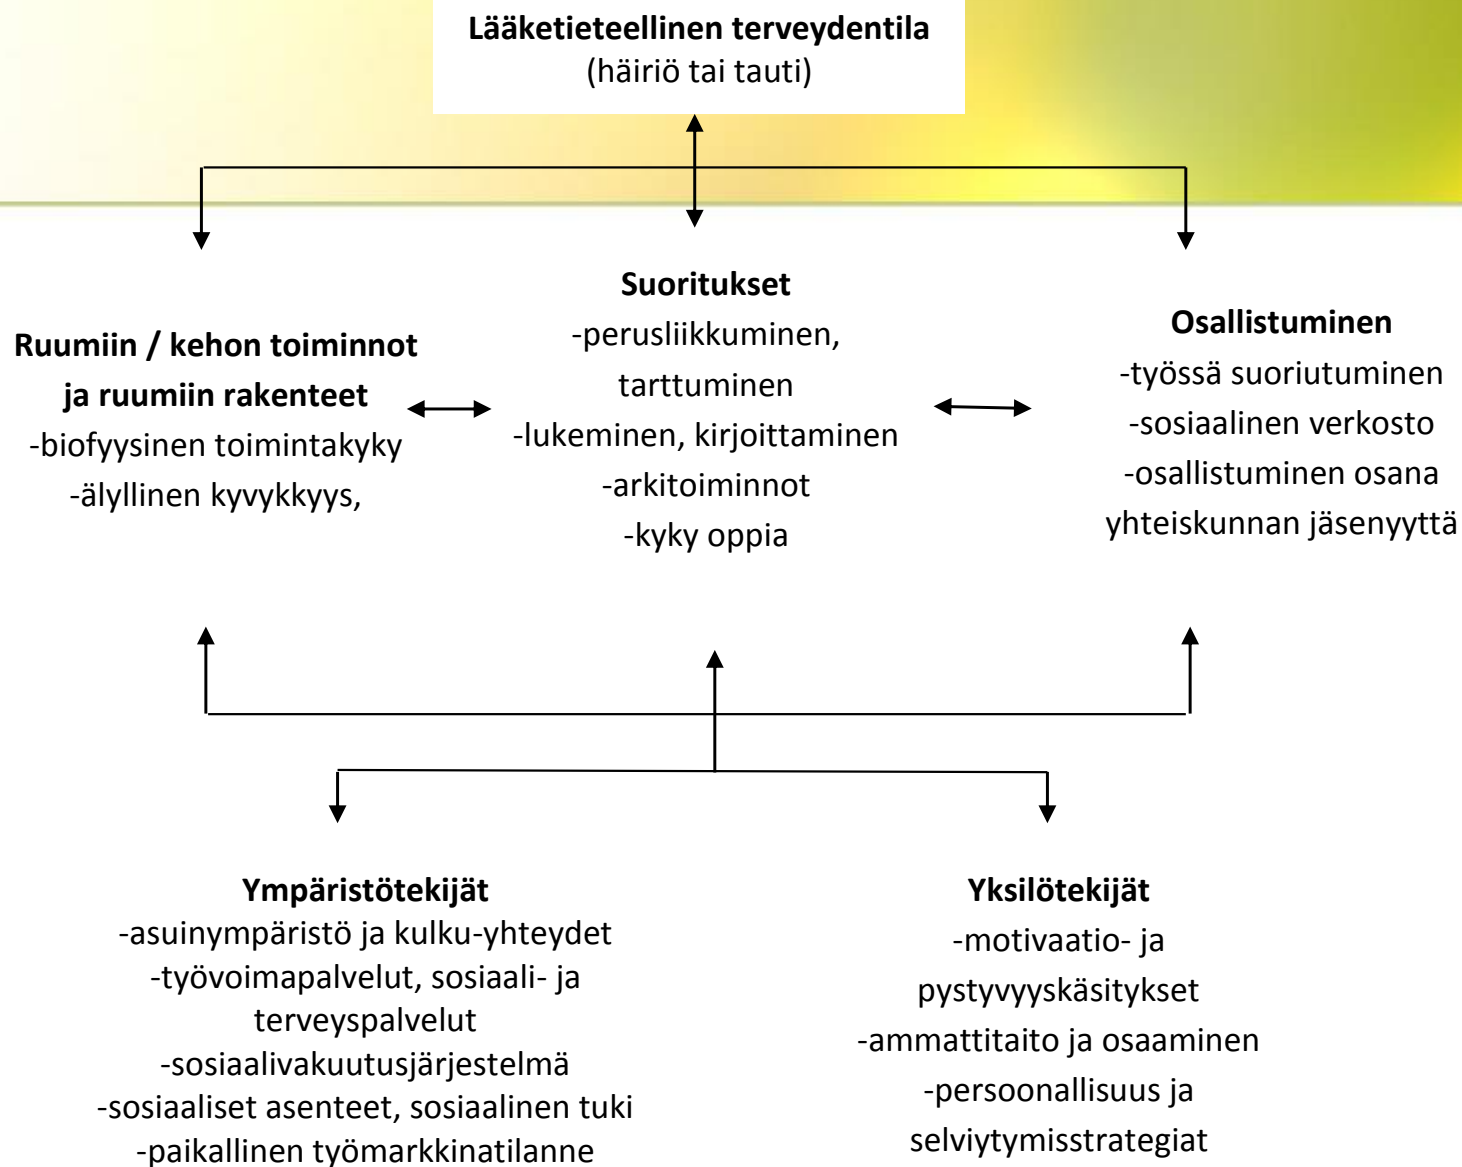 Lääketieteellinen terveydentila
(häiriö tai tauti)
Ruumiin / kehon toiminnot
ja ruumiin rakenteet
-biofyysinen toimintakyky
-älyllinen kyvykkyys,
Suoritukset
-perusliikkuminen,
tarttuminen
-lukeminen, kirjoittaminen
-arkitoiminnot
-kyky oppia
Osallistuminen
-työssä suoriutuminen
-sosiaalinen verkosto
-osallistuminen osana
yhteiskunnan jäsenyyttä
Ympäristötekijät
-asuinympäristö ja kulku-yhteydet
-työvoimapalvelut, sosiaali- ja
terveyspalvelut
-sosiaalivakuutusjärjestelmä
-sosiaaliset asenteet, sosiaalinen tuki
-paikallinen työmarkkinatilanne
Yksilötekijät
-motivaatio- ja
pystyvyyskäsitykset
-ammattitaito ja osaaminen
-persoonallisuus ja
selviytymisstrategiat